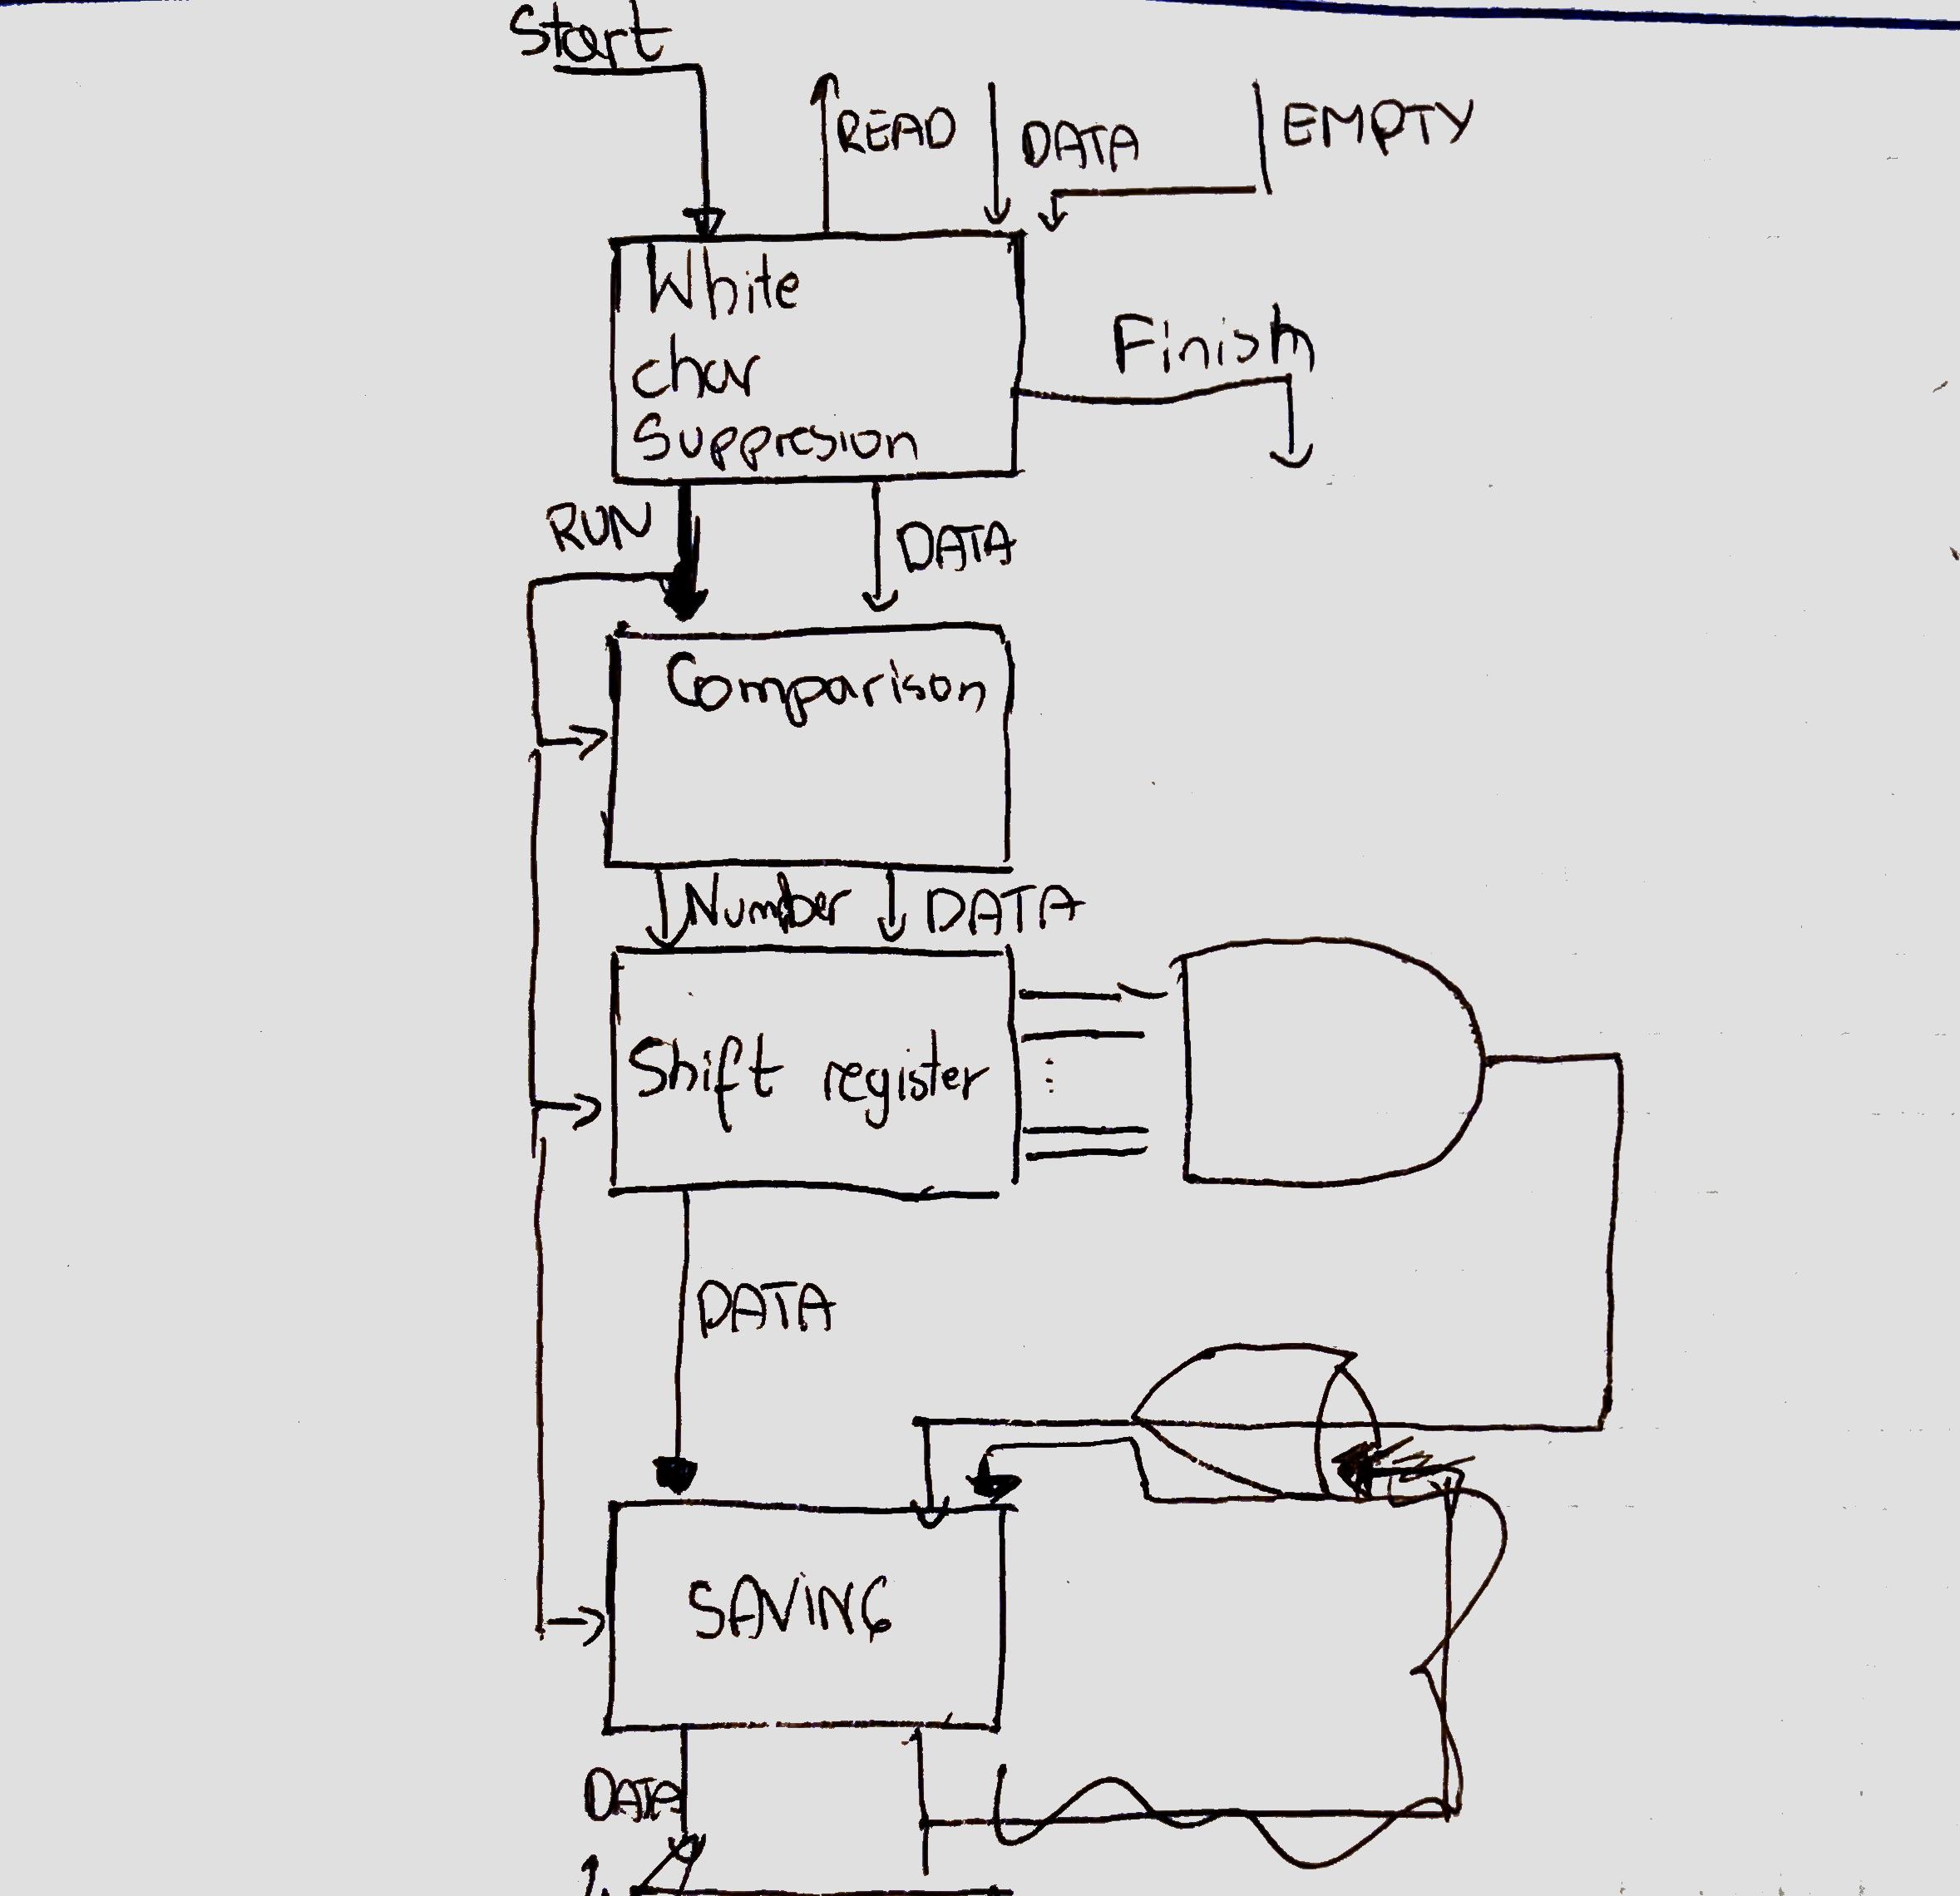 Start
READ
DATA
EMPTY
White
char
Suppresion
Finish
RUN
DATA
Comparison
Number
DATA
Shift register
DATA
SAVING
DATA